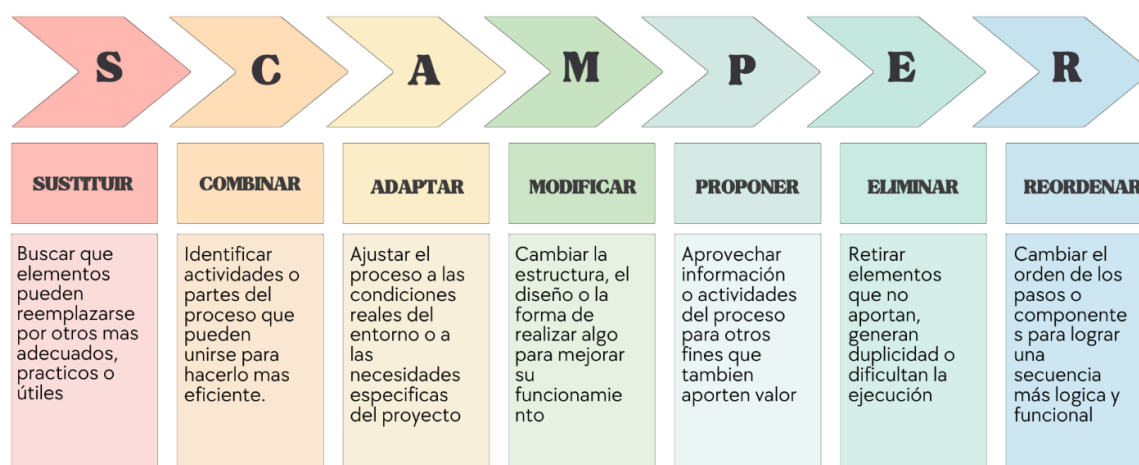 S
C
A
M
P
E
R
SUSTITUIR
COMBINAR
ADAPTAR
MODIFICAR
PROPONER
ELIMINAR
REORDENAR
Buscar que
elementos
pueden
reemplazarse
por otros mas
adecuados,
practicos o
útiles
Identificar
actividades o
partes del
proceso que
pueden
unirse para
hacerlo mas
eficiente.
Ajustar el
proceso a las
condiciones
reales del
entorno o a
las
necesidades
especificas
del proyecto
Cambiar la
estructura, el
diseño o la
forma de
realizar algo
para mejorar
su
funcionamie
nto
Aprovechar
información
o actividades
del proceso
para otros
fines que
tambien
aporten valor
Retirar
elementos
que no
aportan,
generan
duplicidad o
dificultan la
ejecución
Cambiar el
orden de los
pasos o
componente
s para lograr
una
secuencia
más logica y
funcional